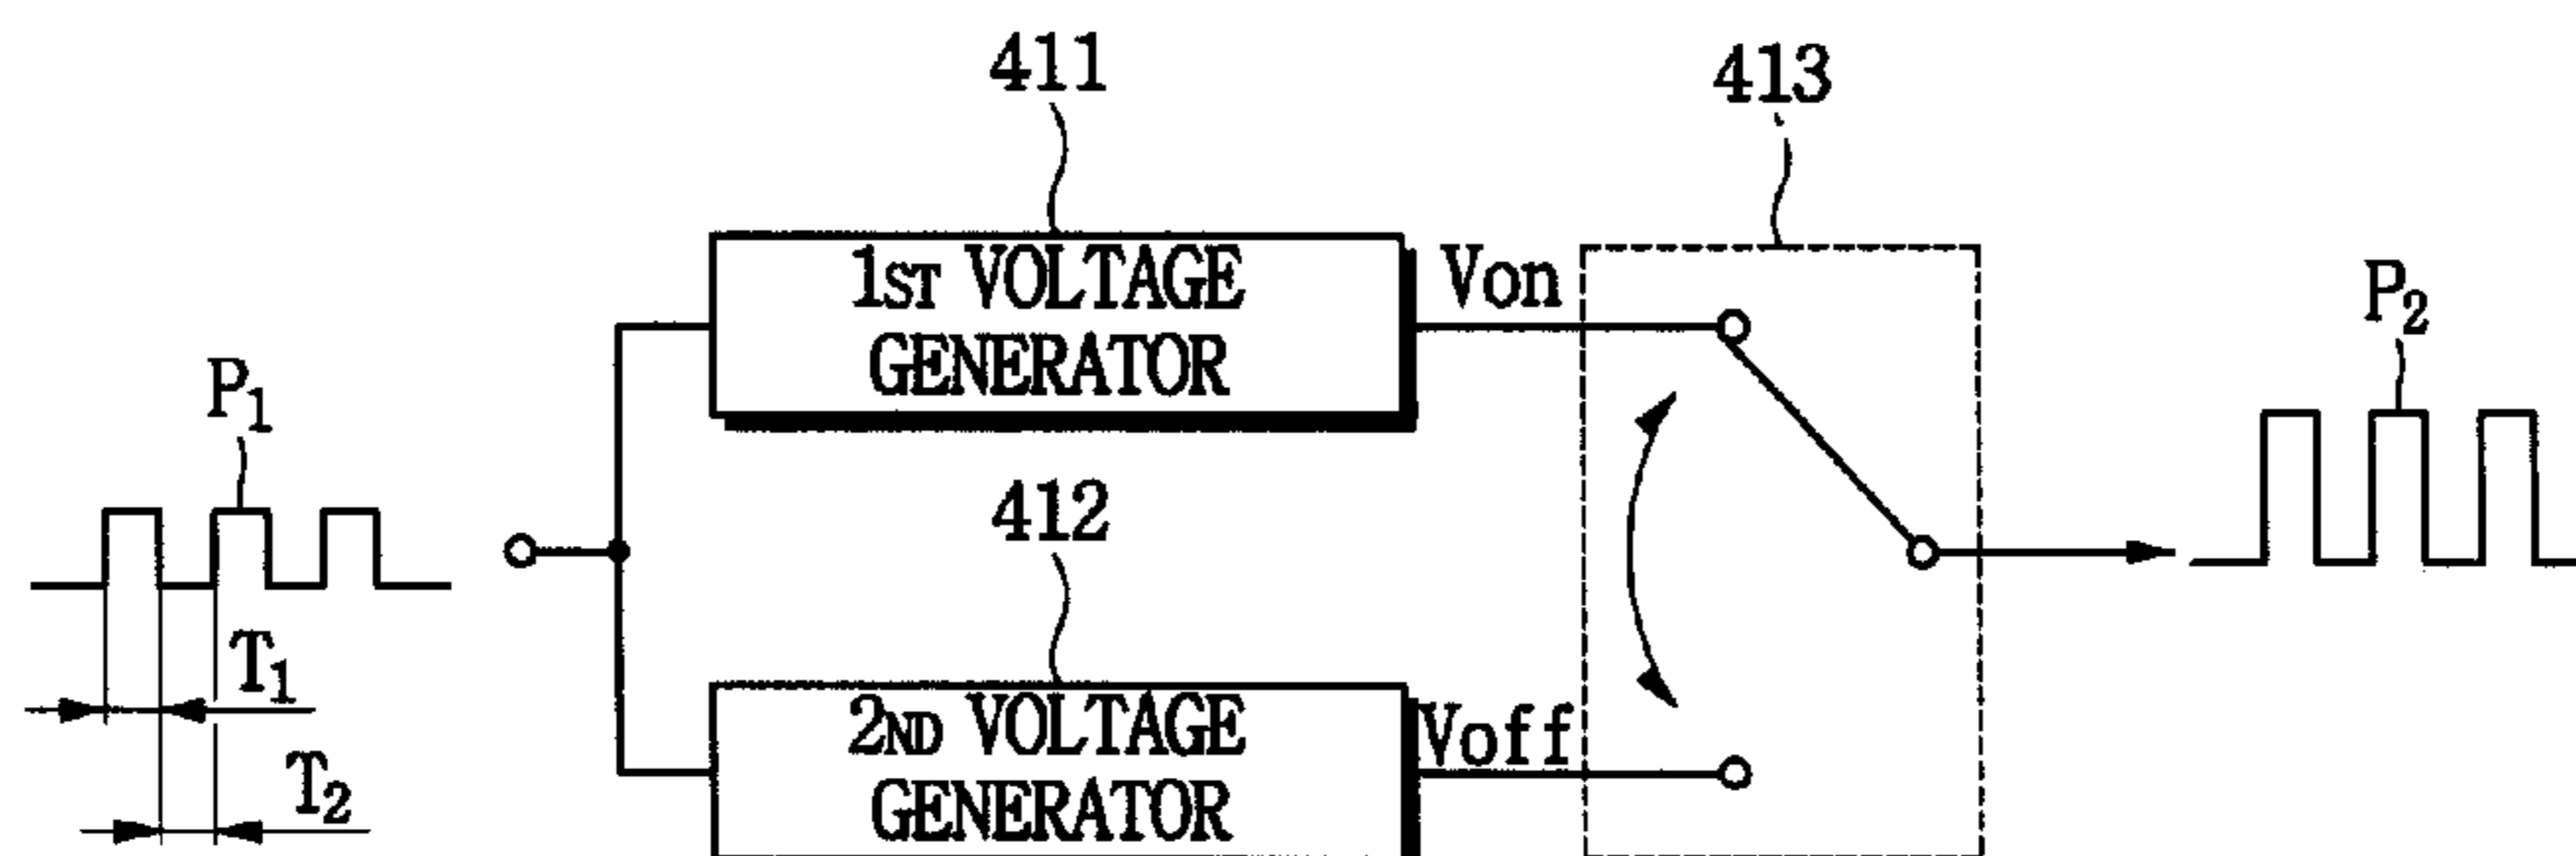 411
413
1ST VOLTAGE
GENERATOR
Von
P2
P1
412
T1
2ND VOLTAGE
GENERATOR
Voff
T2